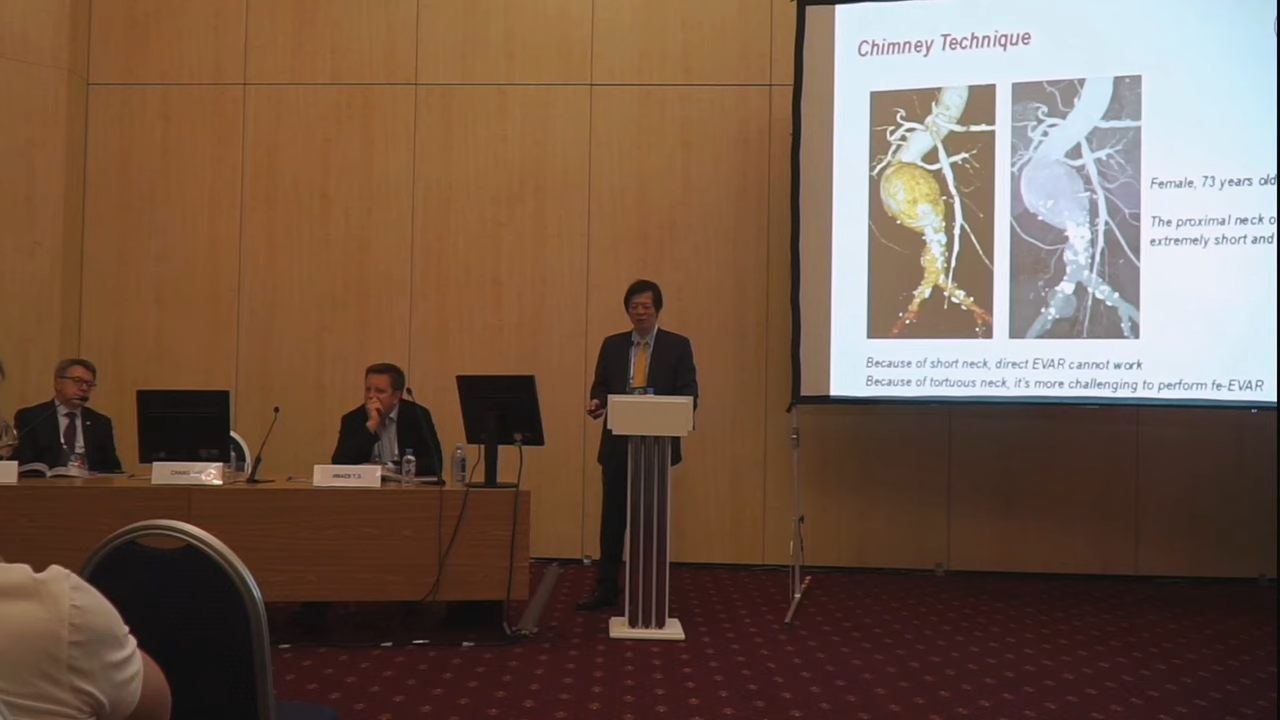 Chimney Technique
Female, 73 years old
The proximal neck o
extremely short and
Because of short neck, direct EVAR cannot work
Because of tortuous neck, it's more challenging to perform fe-EVAR